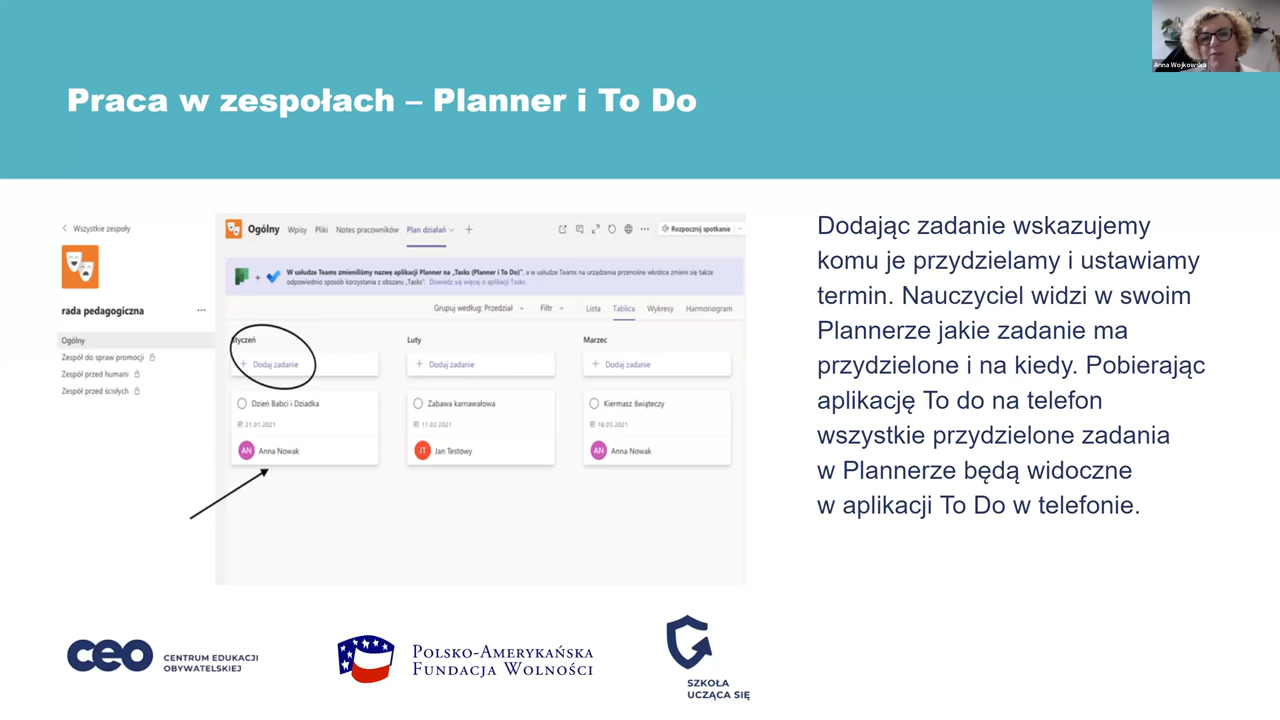 Anna Wojkowska
Praca w zespołach – Planner i To Do
Wszystkie zespoły
rada pedagogiczna
Ogólny
Zespół do spraw promocji
Zespół przed humani
Zespół przed ścisłych
Ogólny Wpisy Pliki Notes pracowników Plan działań
Rozpocznij spotkanie
W usłudze Teams zmieniliśmy nazwę aplikacji Planner na „Tasks (Planner i To Do)", a w usłudze Teams na urządzenia przenośne wkrótce zmieni się także
odpowiednio sposób korzystania z obszaru „Tasks". Dowiedz się więcej o aplikacji Tasks.
Grupuj według: Przedział Filtr Lista Tablica Wykresy Harmonogram
Styczeń
+ Dodaj zadanie
Dzień Babci i Dziadka
21.01.2021
AN Anna Nowak
Luty
+ Dodaj zadanie
Zabawa karnawałowa
11.02.2021
JT Jan Testowy
Marzec
+ Dodaj zadanie
Kiermasz świąteczy
18.03.2021
AN Anna Nowak
Dodając zadanie wskazujemy
komu je przydzielamy i ustawiamy
termin. Nauczyciel widzi w swoim
Plannerze jakie zadanie ma
przydzielone i na kiedy. Pobierając
aplikację To do na telefon
wszystkie przydzielone zadania
w Plannerze będą widoczne
w aplikacji To Do w telefonie.
ceo
CENTRUM EDUKACJI
OBYWATELSKIEJ
POLSKO-AMERYKAŃSKA
FUNDACJA WOLNOŚCI
SZKOŁA
UCZĄCA SIĘ